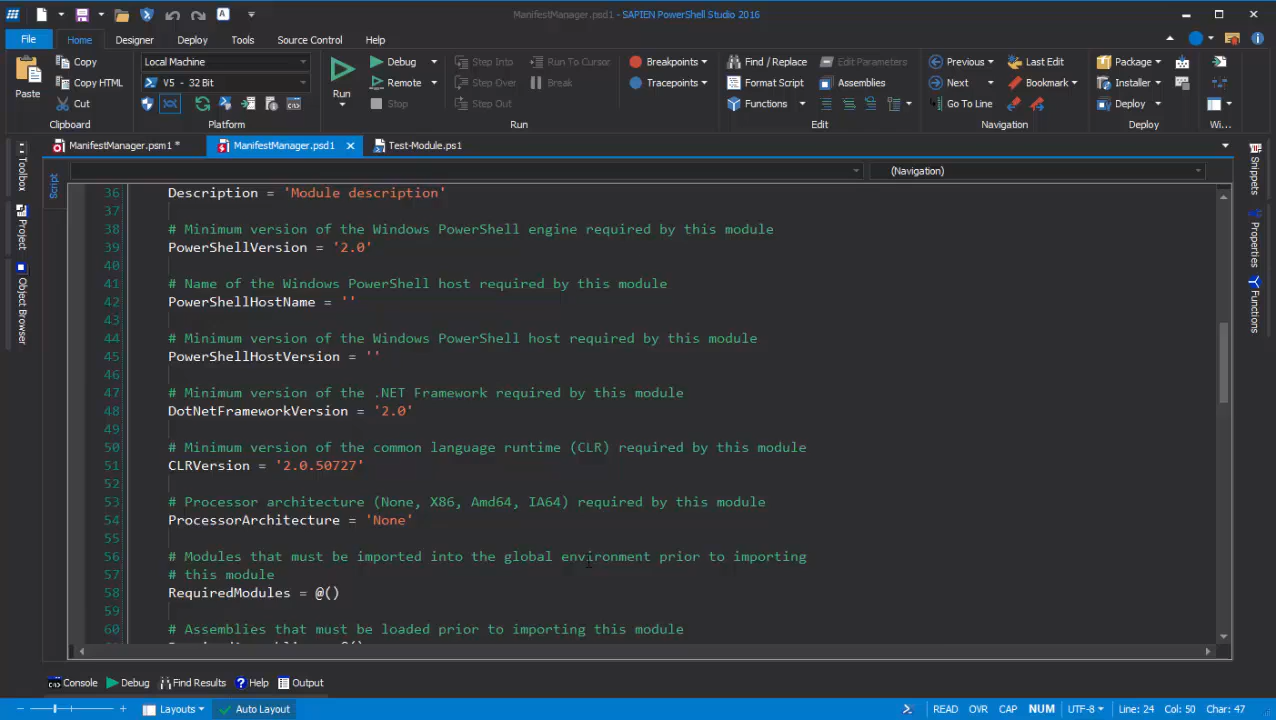 ManifestManager.psd1 - SAPIEN PowerShell Studio 2016
File Home Designer Deploy Tools Source Control Help
Paste
Copy
Copy HTML
Cut
Clipboard
Local Machine
V5 - 32 Bit
Platform
Run
Debug
Remote
Stop
Step Into
Step Over
Step Out
Run To Cursor
Break
Run
Breakpoints
Tracepoints
Find / Replace
Format Script
Functions
Edit Parameters
Assemblies
Edit
Previous
Next
Go To Line
Last Edit
Bookmark
Navigation
Package
Installer
Deploy
Deploy
Wi...
ManifestManager.psm1 * ManifestManager.psd1 Test-Module.ps1
(Navigation)
Toolbox
Project
Object Browser
Script
Snippets
Properties
Functions
36 Description = 'Module description'
37
38 # Minimum version of the Windows PowerShell engine required by this module
39 PowerShellVersion = '2.0'
40
41 # Name of the Windows PowerShell host required by this module
42 PowerShellHostName = ''
43
44 # Minimum version of the Windows PowerShell host required by this module
45 PowerShellHostVersion = ''
46
47 # Minimum version of the .NET Framework required by this module
48 DotNetFrameworkVersion = '2.0'
49
50 # Minimum version of the common language runtime (CLR) required by this module
51 CLRVersion = '2.0.50727'
52
53 # Processor architecture (None, X86, Amd64, IA64) required by this module
54 ProcessorArchitecture = 'None'
55
56 # Modules that must be imported into the global environment prior to importing
57 # this module
58 RequiredModules = @()
59
60 # Assemblies that must be loaded prior to importing this module
Console Debug Find Results Help Output
Layouts Auto Layout
READ OVR CAP NUM UTF-8 Line: 24 Col: 50 Char: 47